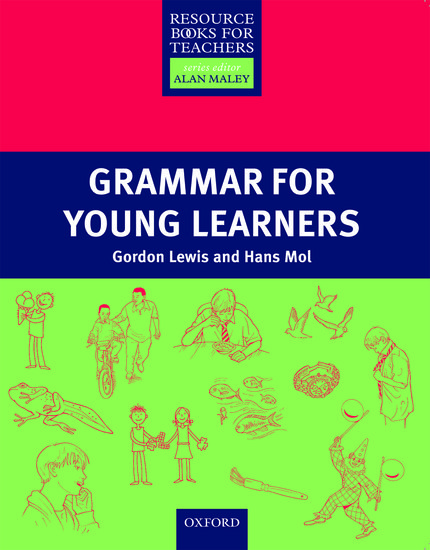 RESOURCE
BOOKS FOR
TEACHERS
series editor
ALAN MALEY
GRAMMAR FOR
YOUNG LEARNERS
Gordon Lewis and Hans Mol
OXFORD